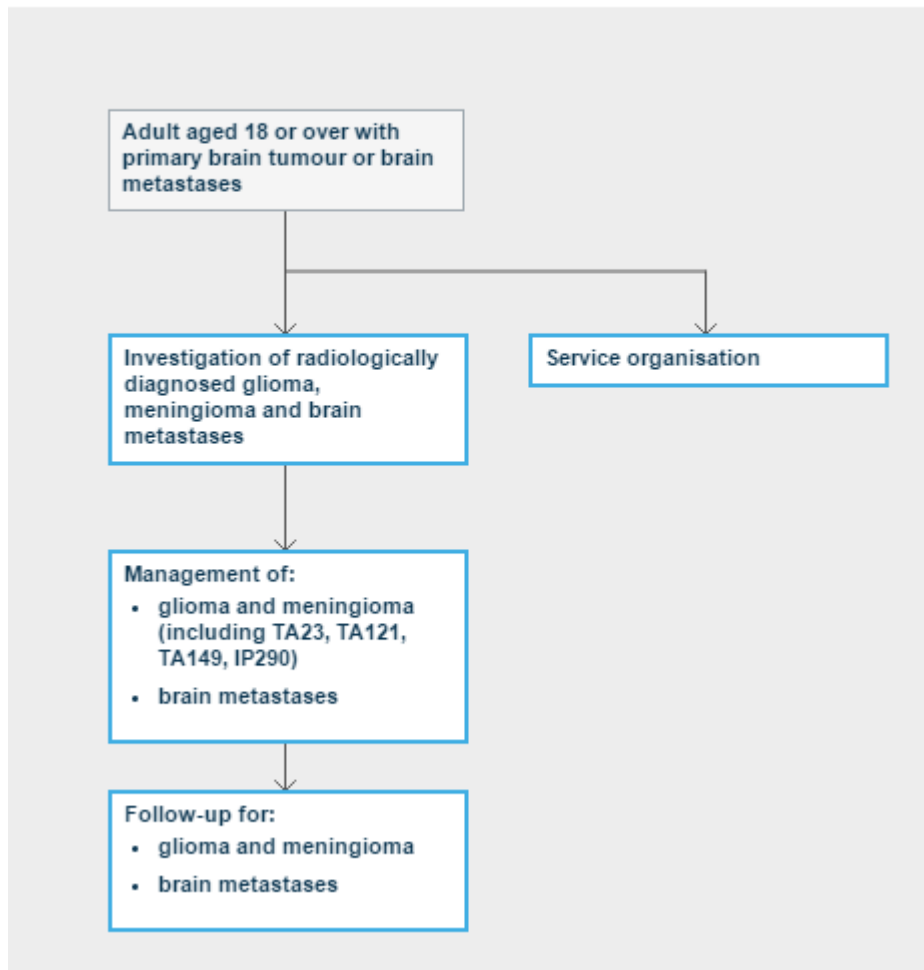 Adult aged 18 or over with
primary brain tumour or brain
metastases
Investigation of radiologically
diagnosed glioma,
meningioma and brain
metastases
Service organisation
Management of:
• glioma and meningioma
(including TA23, TA121,
TA149, IP290)
• brain metastases
Follow-up for:
• glioma and meningioma
• brain metastases